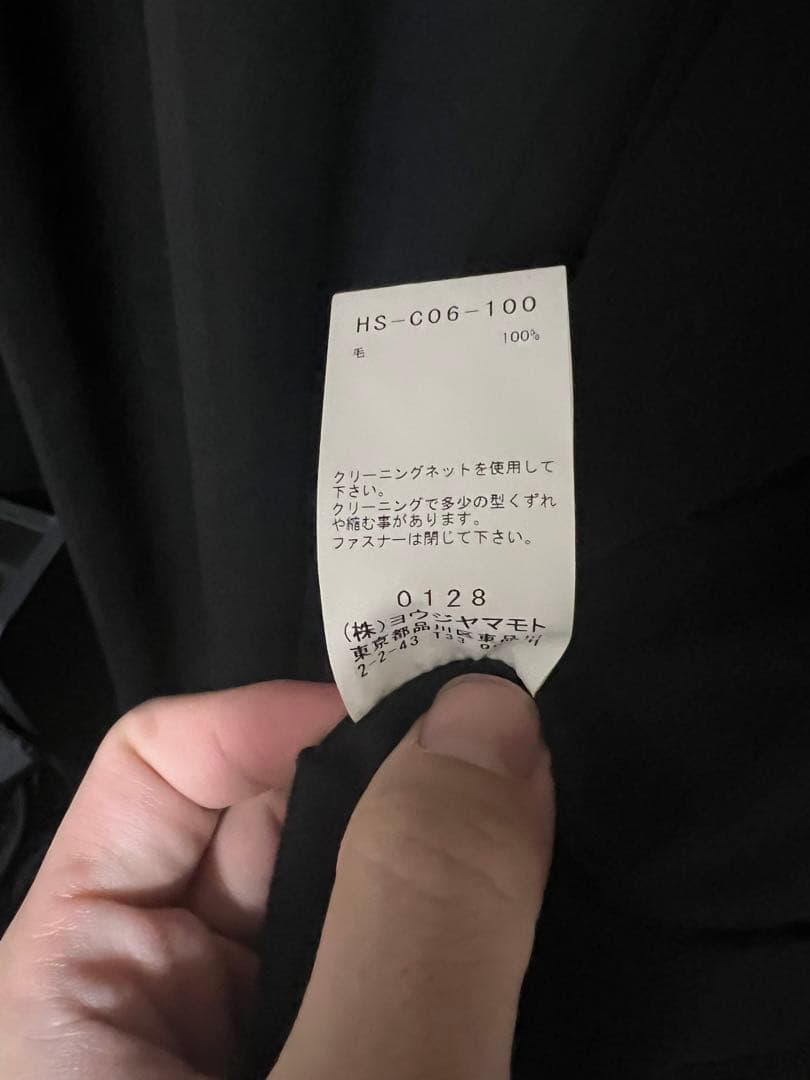 HS-C06-100
毛 100%
クリーニングネットを使用して
下さい。
クリーニングで多少の型くずれ
や縮む事があります。
ファスナーは閉じて下さい。
0128
(株)ヨウジヤマモト
東京都品川区東品川
2-2-43 T33